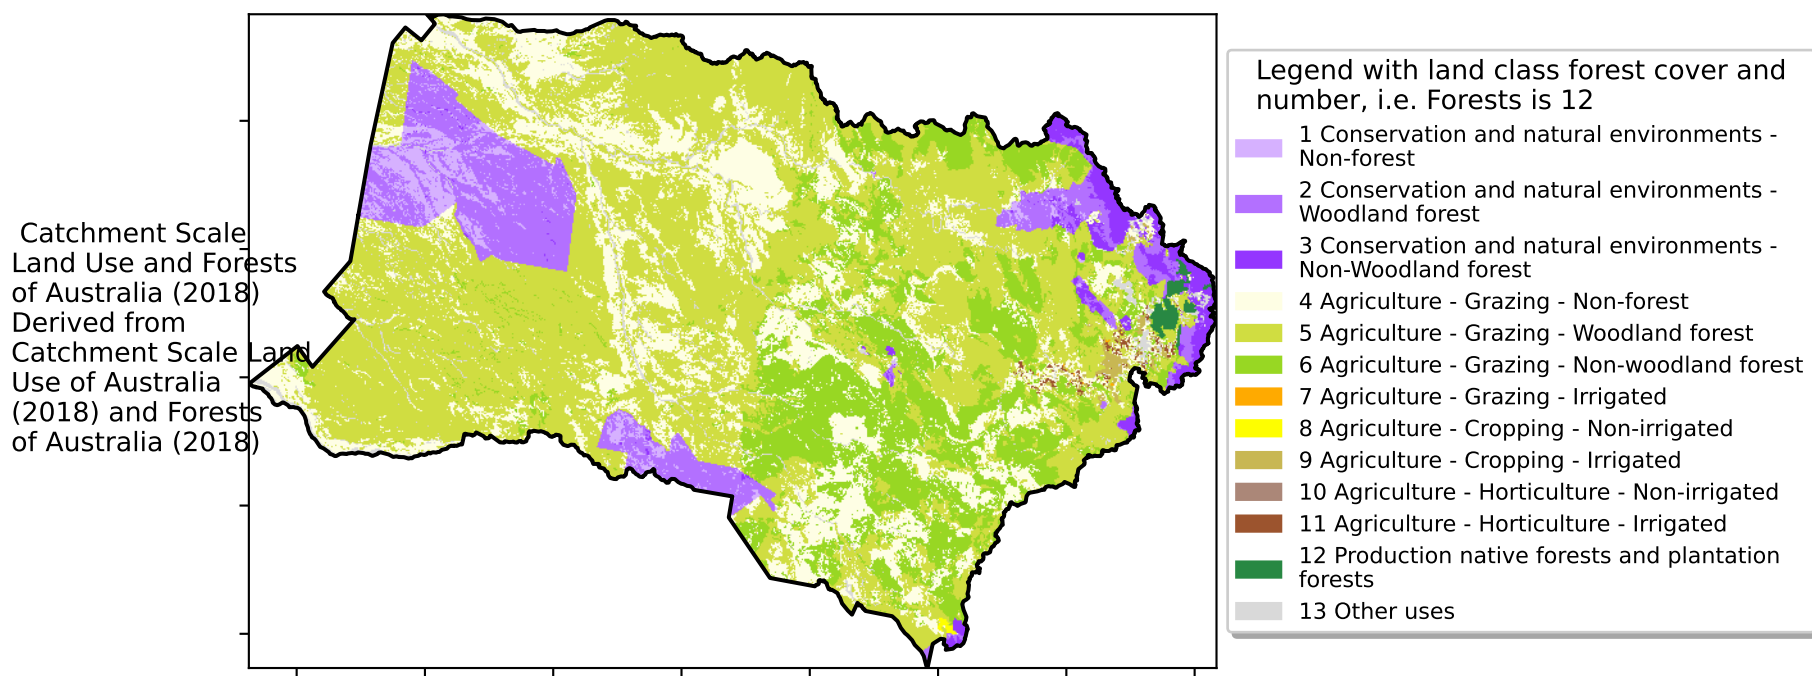 Catchment Scale
Land Use and Forests
of Australia (2018)
Derived from
Catchment Scale Land
Use of Australia
(2018) and Forests
of Australia (2018)
Legend with land class forest cover and
number, i.e. Forests is 12
1 Conservation and natural environments -
Non-forest
2 Conservation and natural environments -
Woodland forest
3 Conservation and natural environments -
Non-Woodland forest
4 Agriculture - Grazing - Non-forest
5 Agriculture - Grazing - Woodland forest
6 Agriculture - Grazing - Non-woodland forest
7 Agriculture - Grazing - Irrigated
8 Agriculture - Cropping - Non-irrigated
9 Agriculture - Cropping - Irrigated
10 Agriculture - Horticulture - Non-irrigated
11 Agriculture - Horticulture - Irrigated
12 Production native forests and plantation
forests
13 Other uses